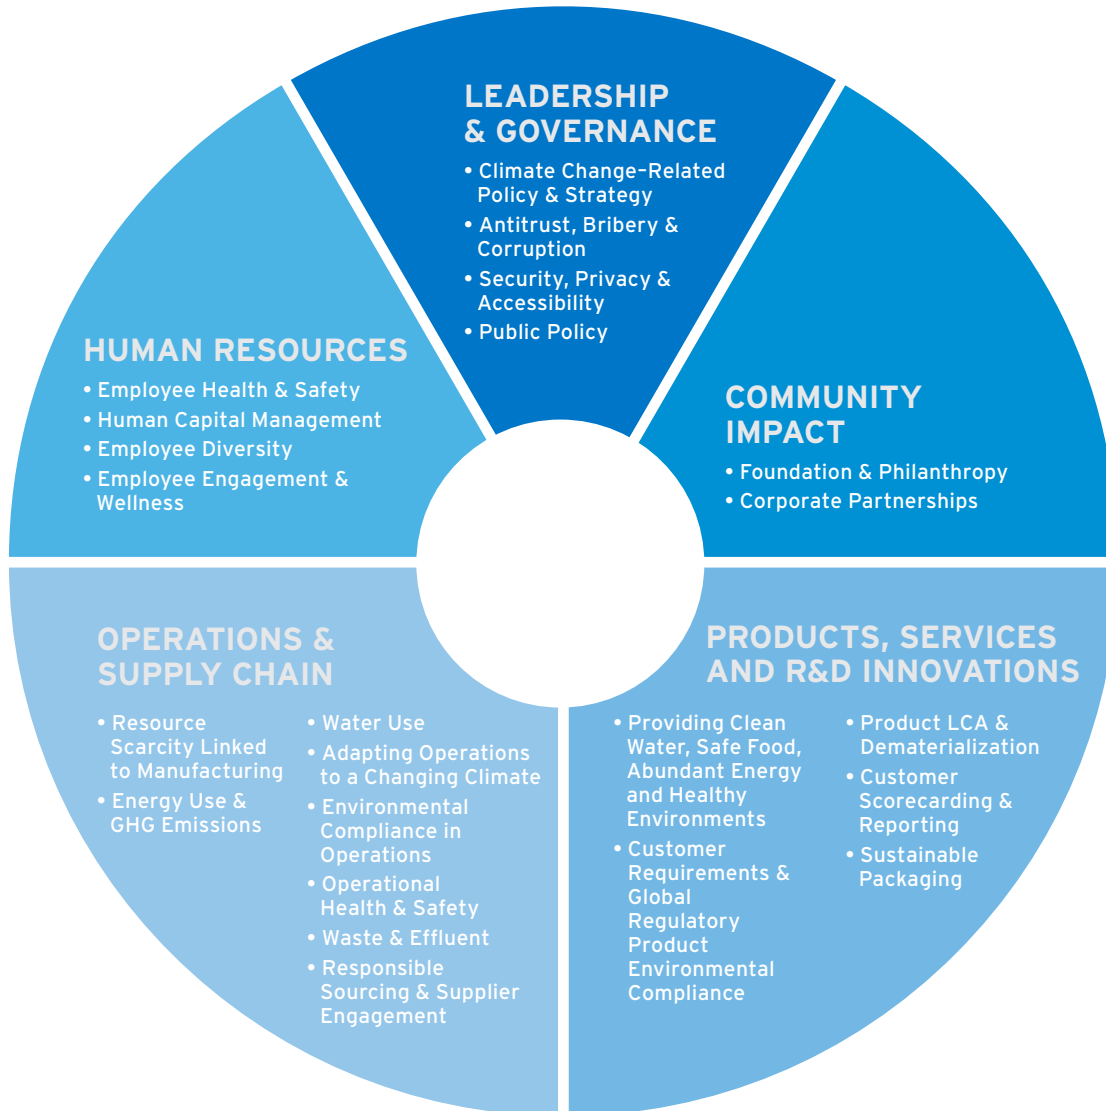 LEADERSHIP
& GOVERNANCE
• Climate Change–Related
Policy & Strategy
• Antitrust, Bribery &
Corruption
• Security, Privacy &
Accessibility
• Public Policy
HUMAN RESOURCES
• Employee Health & Safety
• Human Capital Management
• Employee Diversity
• Employee Engagement &
Wellness
COMMUNITY
IMPACT
• Foundation & Philanthropy
• Corporate Partnerships
OPERATIONS &
SUPPLY CHAIN
• Resource
Scarcity Linked
to Manufacturing
• Energy Use &
GHG Emissions
• Water Use
• Adapting Operations
to a Changing Climate
• Environmental
Compliance in
Operations
• Operational
Health & Safety
• Waste & Effluent
• Responsible
Sourcing & Supplier
Engagement
PRODUCTS, SERVICES
AND R&D INNOVATIONS
• Providing Clean
Water, Safe Food,
Abundant Energy
and Healthy
Environments
• Customer
Requirements &
Global
Regulatory
Product
Environmental
Compliance
• Product LCA &
Dematerialization
• Customer
Scorecarding &
Reporting
• Sustainable
Packaging